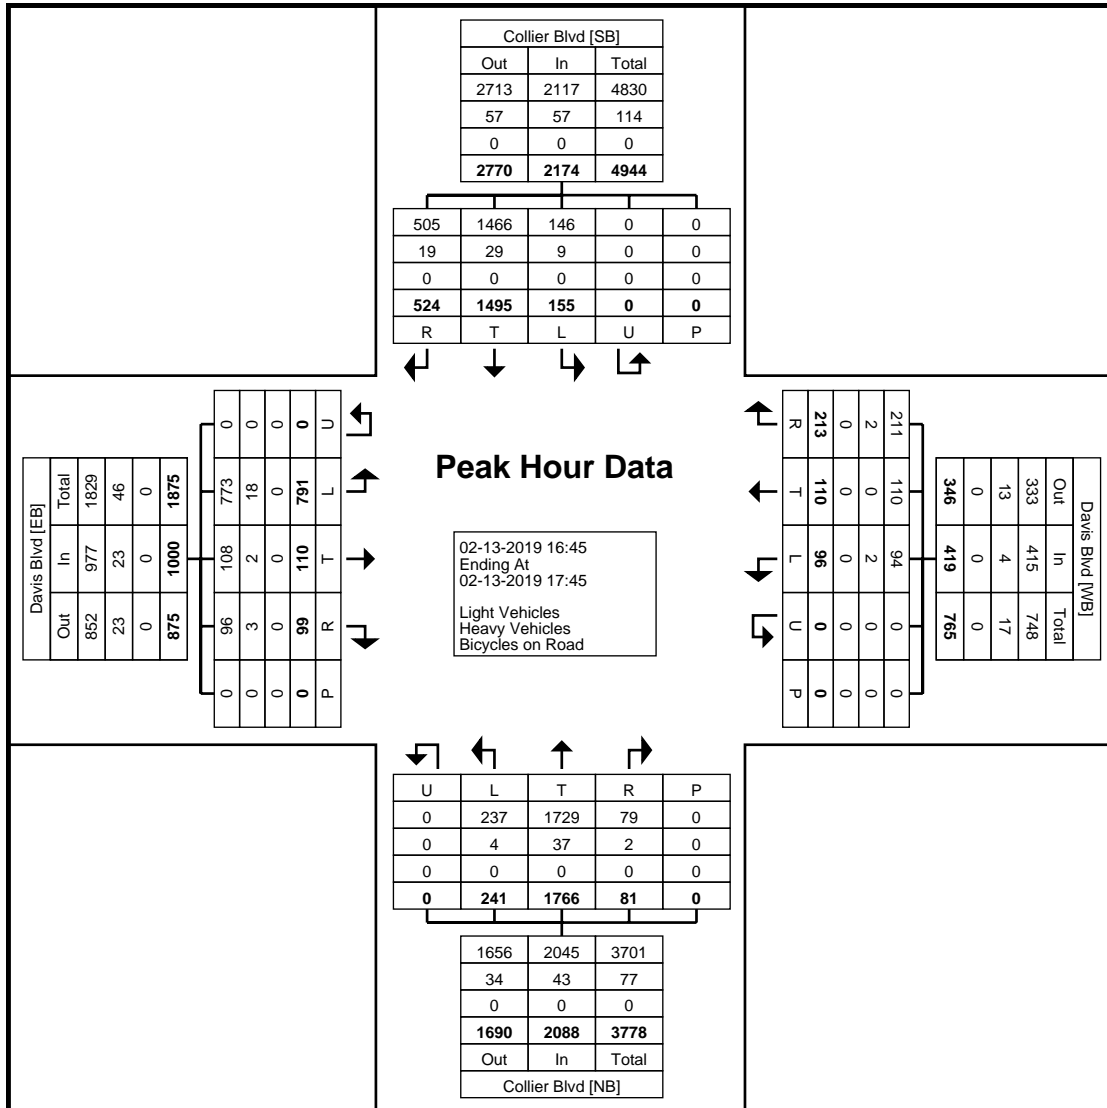 Collier Blvd [SB]
Out In Total
2713 2117 4830
57 57 114
0 0 0
2770 2174 4944
505 1466 146 0 0
19 29 9 0 0
0 0 0 0 0
524 1495 155 0 0
R T L U P
Davis Blvd [EB]
Total In Out
1829 977 852
46 23 23
0 0 0
1875 1000 875
0 773 108 96 0
0 18 2 3 0
0 0 0 0 0
0 791 110 99 0
U L T R P
Peak Hour Data
02-13-2019 16:45
Ending At
02-13-2019 17:45
Light Vehicles
Heavy Vehicles
Bicycles on Road
Davis Blvd [WB]
Out In Total
333 415 748
13 4 17
0 0 0
346 419 765
211 110 94 0 0
2 0 2 0 0
0 0 0 0 0
213 110 96 0 0
R T L U P
U L T R P
0 237 1729 79 0
0 4 37 2 0
0 0 0 0 0
0 241 1766 81 0
1656 2045 3701
34 43 77
0 0 0
1690 2088 3778
Out In Total
Collier Blvd [NB]